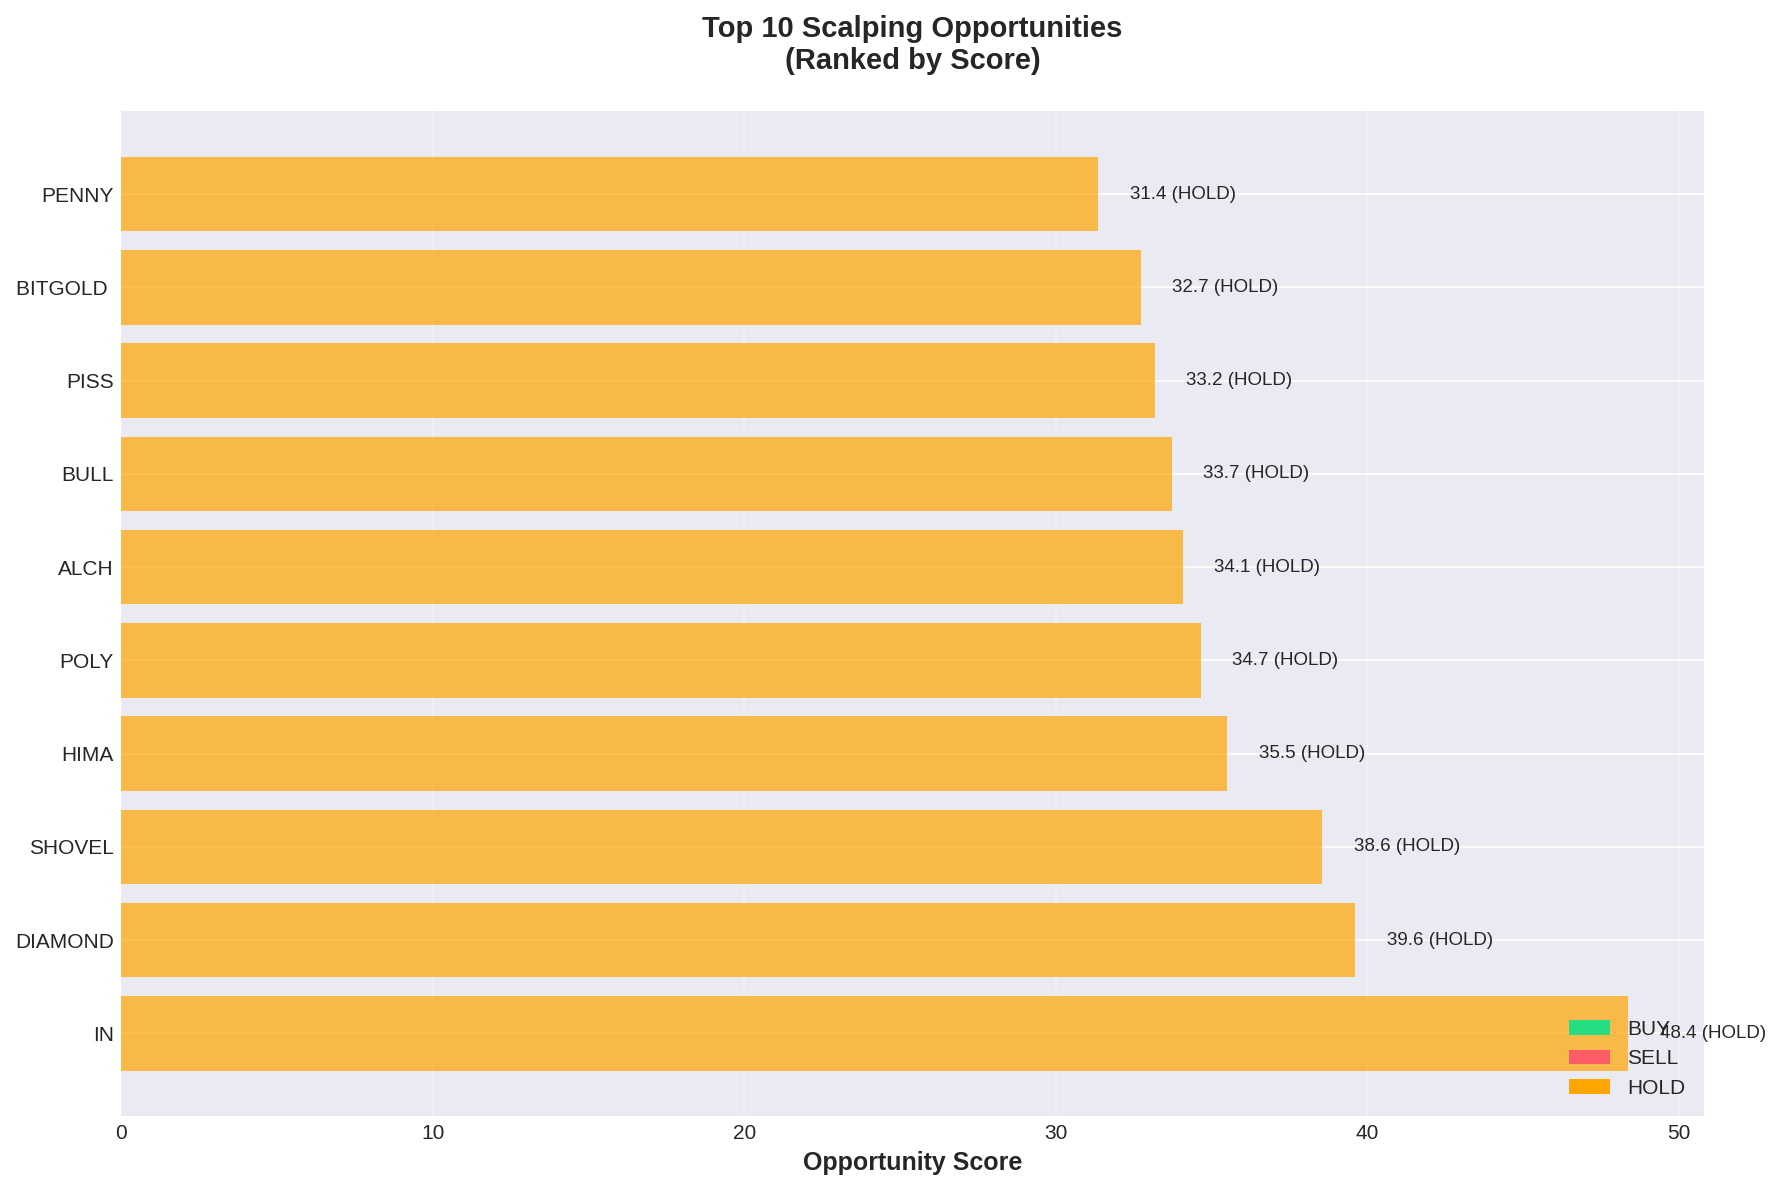 Top 10 Scalping Opportunities
(Ranked by Score)
PENNY
31.4 (HOLD)
BITGOLD
32.7 (HOLD)
PISS
33.2 (HOLD)
BULL
33.7 (HOLD)
ALCH
34.1 (HOLD)
POLY
34.7 (HOLD)
HIMA
35.5 (HOLD)
SHOVEL
38.6 (HOLD)
DIAMOND
39.6 (HOLD)
IN
48.4 (HOLD)
BUY
SELL
HOLD
0 10 20 30 40 50
Opportunity Score